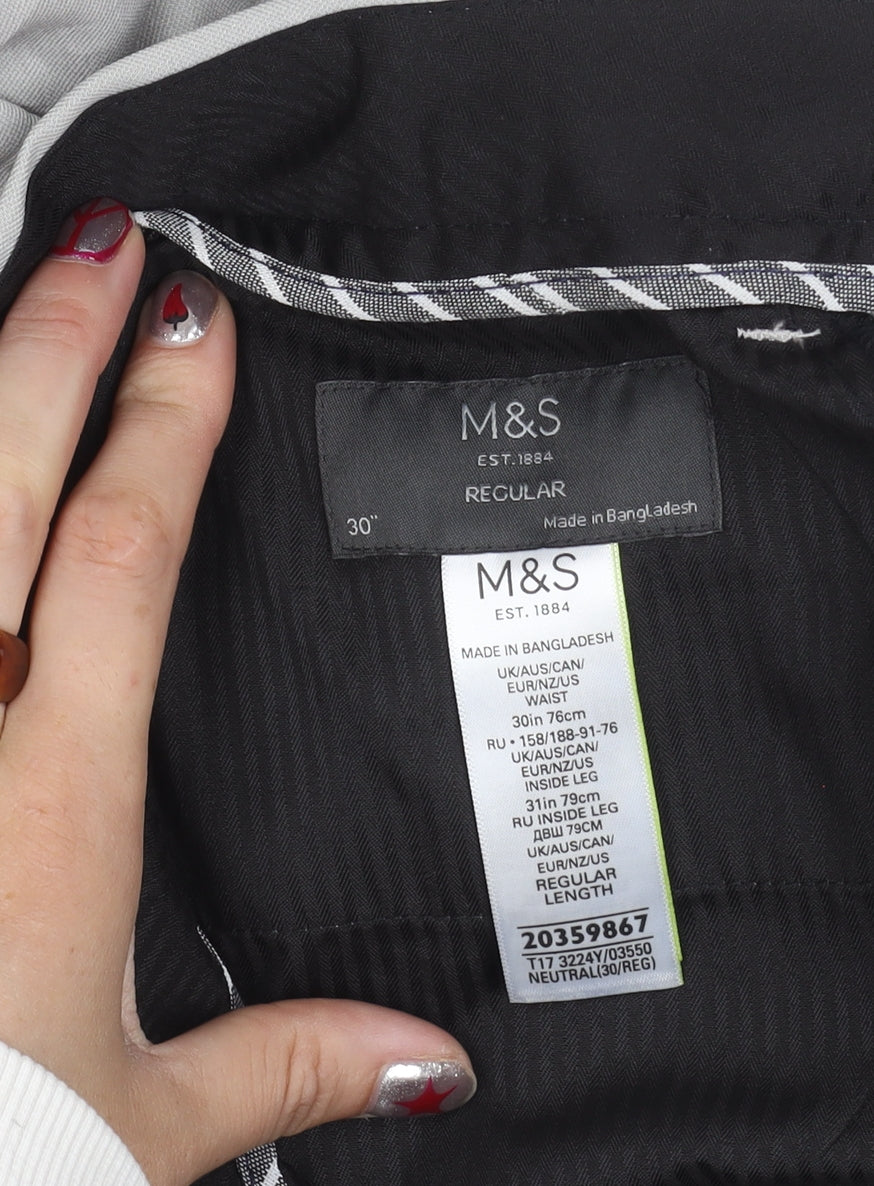 M&S
EST.1884
REGULAR
30"
Made in Bangladesh
M&S
EST. 1884
MADE IN BANGLADESH
UK/AUS/CAN/
EUR/NZ/US
WAIST
30in 76cm
RU • 158/188-91-76
UK/AUS/CAN/
EUR/NZ/US
INSIDE LEG
31in 79cm
RU INSIDE LEG
ДВШ 79CM
UK/AUS/CAN/
EUR/NZ/US
REGULAR
LENGTH
20359867
T17 3224Y/03550
NEUTRAL(30/REG)